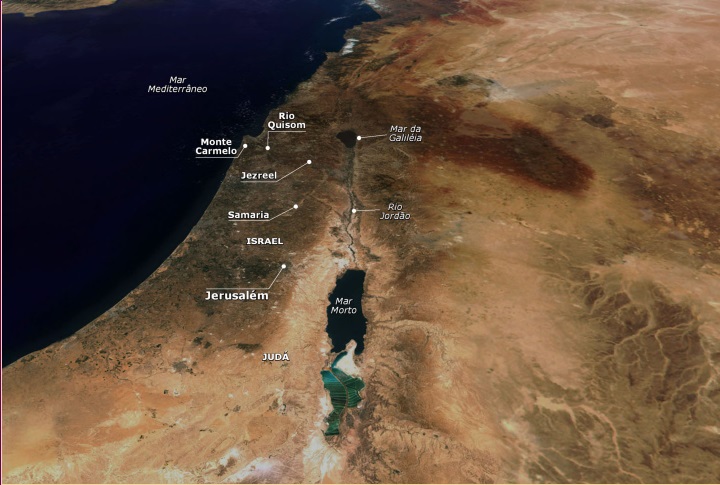 Mar
Mediterrâneo
Rio
Quisom
Mar da
Galiléia
Monte
Carmelo
Jezreel
Samaria
Rio
Jordão
ISRAEL
Jerusalém
Mar
Morto
JUDÁ